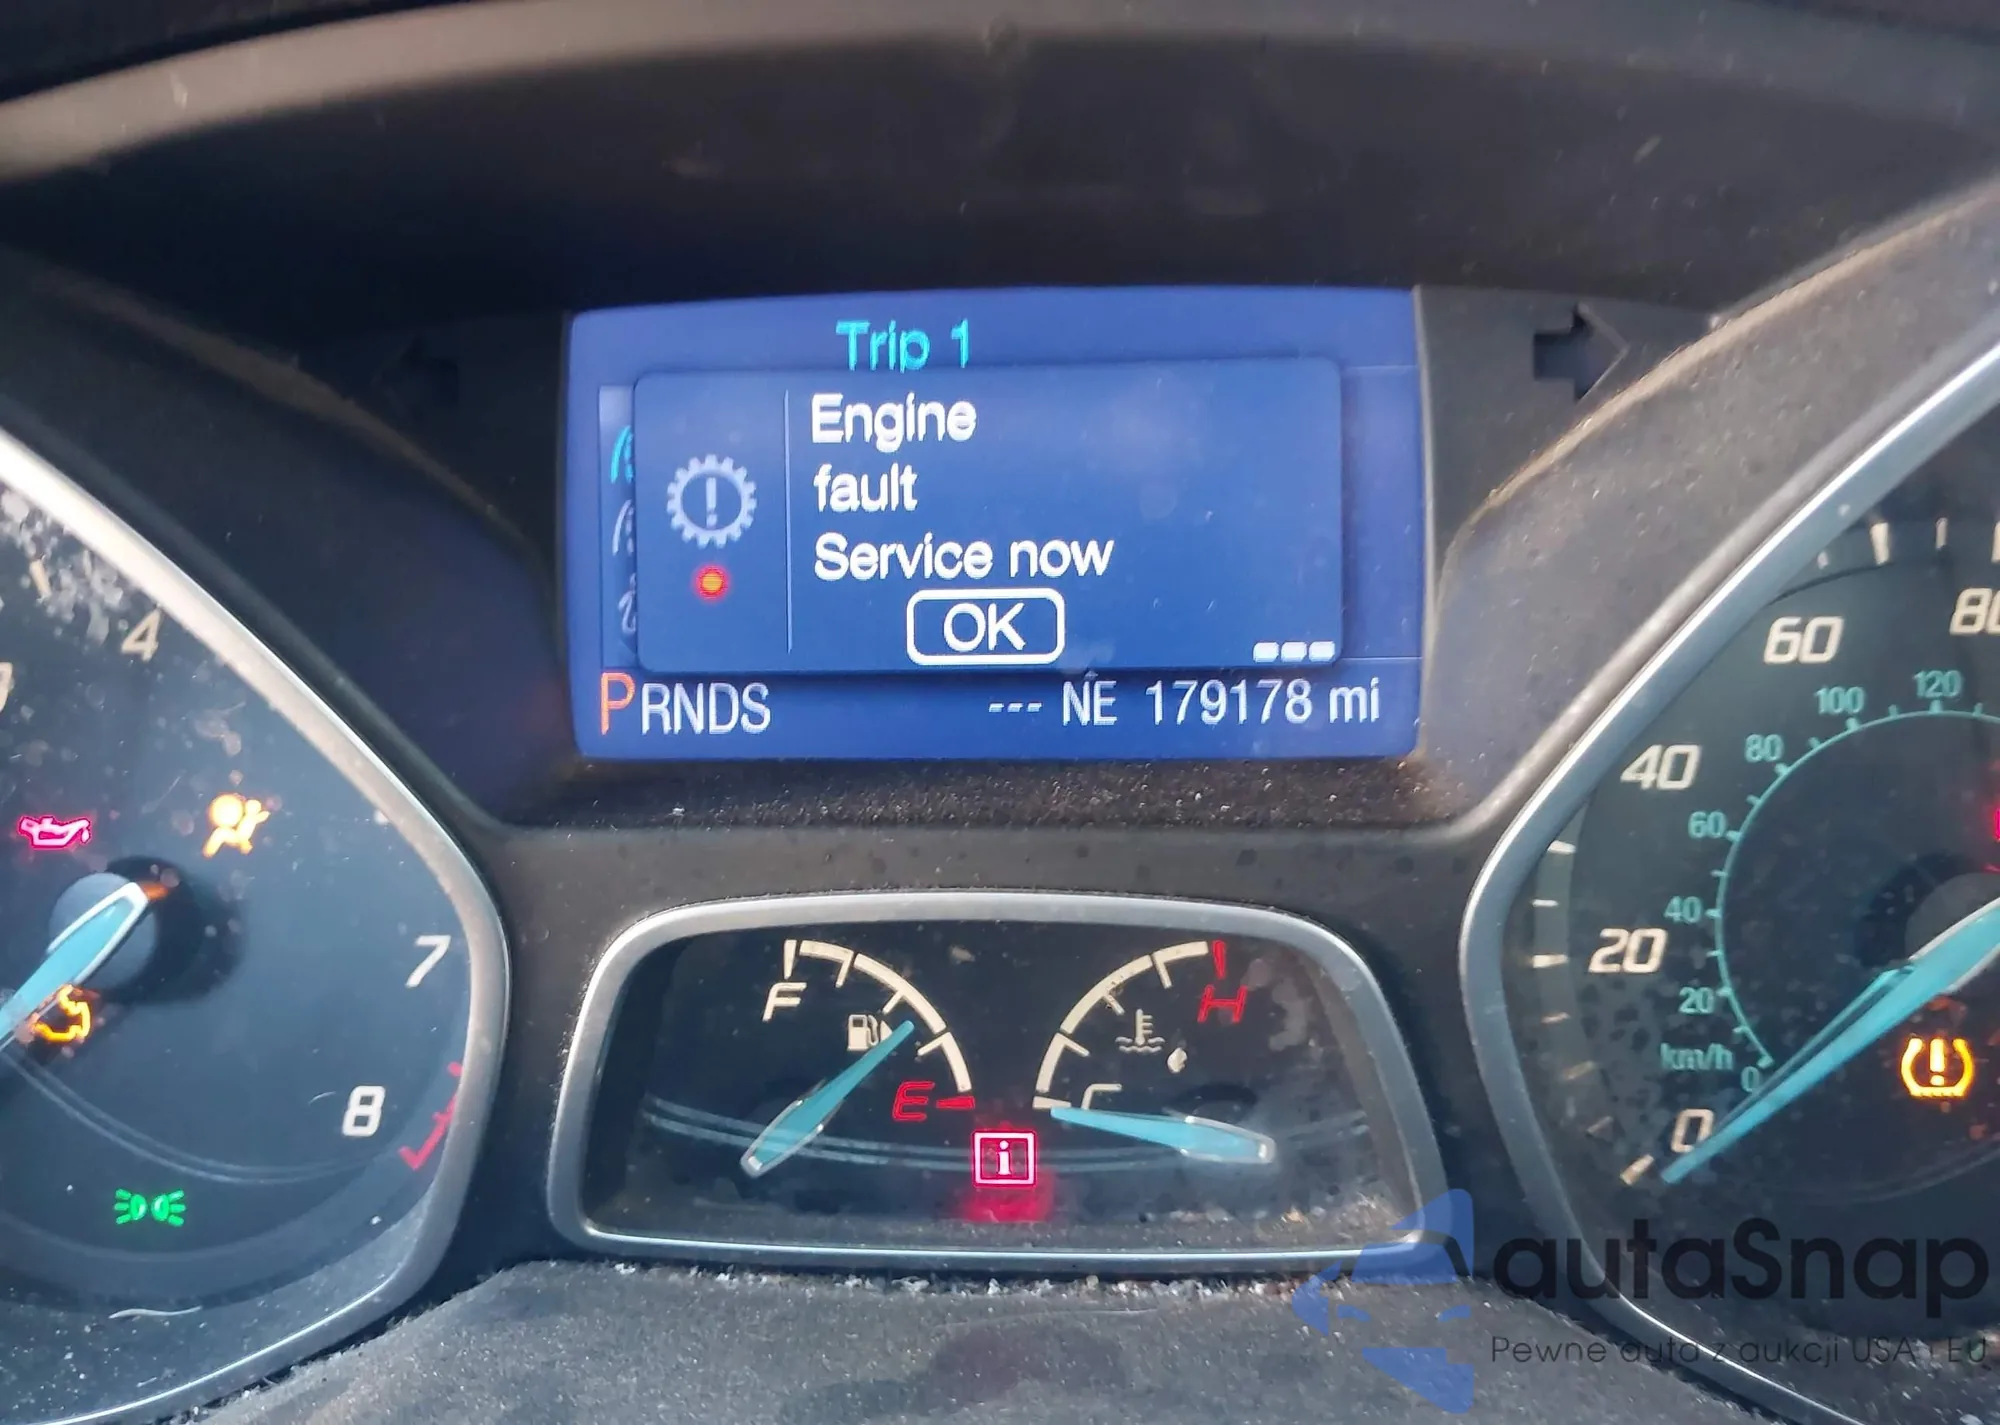 Trip 1
Engine
fault
Service now
OK
PRNDS --- NE 179178 mi
4
7
8
F
E
H
C
i
60
80
40
20
0
120
100
80
60
40
20
0
km/h
autaSnap
Pewne auta z aukcji USA i EU